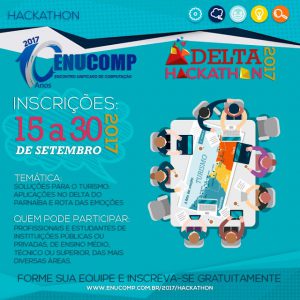 HACKATHON
2017
10 Anos
ENUCOMP
ENCONTRO UNIFICADO DE COMPUTAÇÃO
DELTA
HACKATHON
2017
INSCRIÇÕES:
15 a 30
DE SETEMBRO
2017
TURISMO
TEMÁTICA:
SOLUÇÕES PARA O TURISMO:
APLICAÇÕES NO DELTA DO
PARNAÍBA E ROTA DAS EMOÇÕES
QUEM PODE PARTICIPAR:
PROFISSIONAIS E ESTUDANTES DE
INSTITUIÇÕES PÚBLICAS OU
PRIVADAS, DE ENSINO MÉDIO,
TÉCNICO OU SUPERIOR, DAS MAIS
DIVERSAS ÁREAS.
FORME SUA EQUIPE E INSCREVA-SE GRATUITAMENTE
WWW.ENUCOMP.COM.BR/2017/HACKATHON